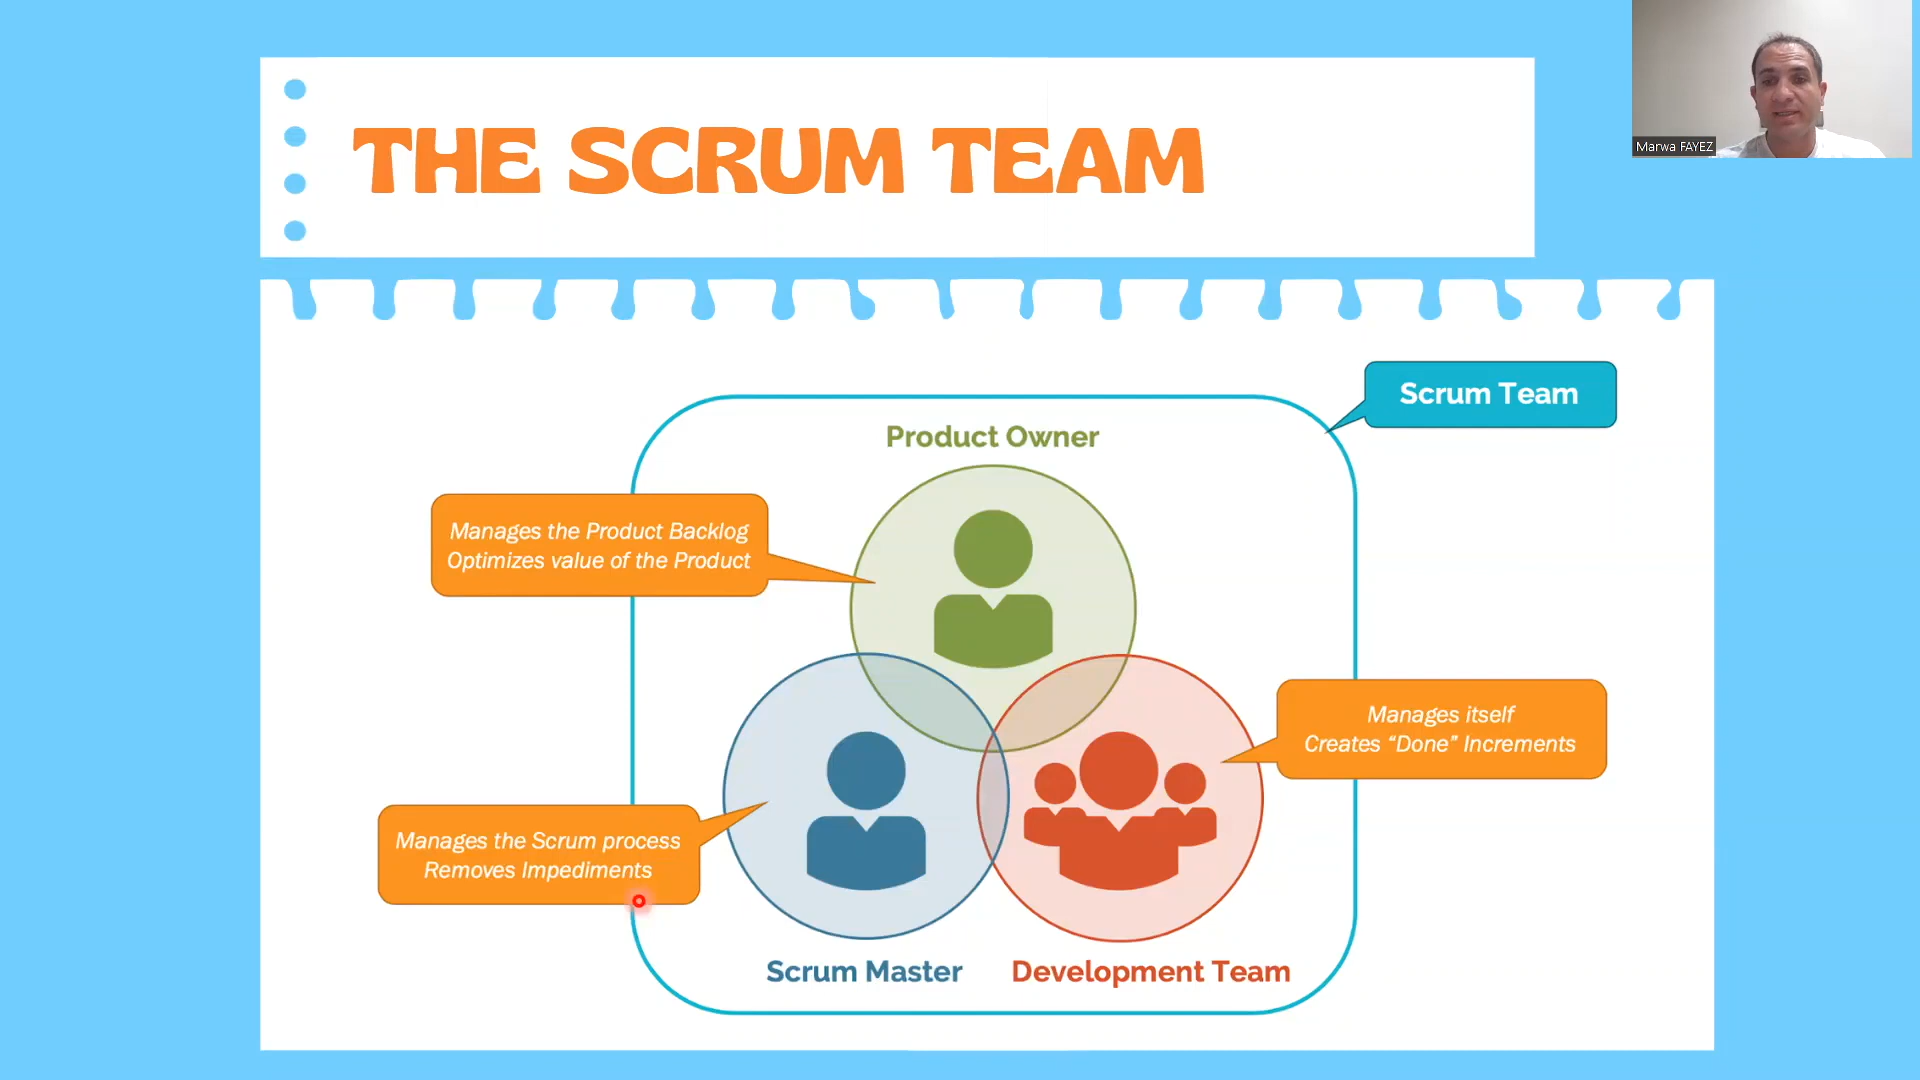 THE SCRUM TEAM
Marwa FAYEZ
Scrum Team
Product Owner
Manages the Product Backlog
Optimizes value of the Product
Manages itself
Creates “Done” Increments
Manages the Scrum process
Removes Impediments
Scrum Master
Development Team